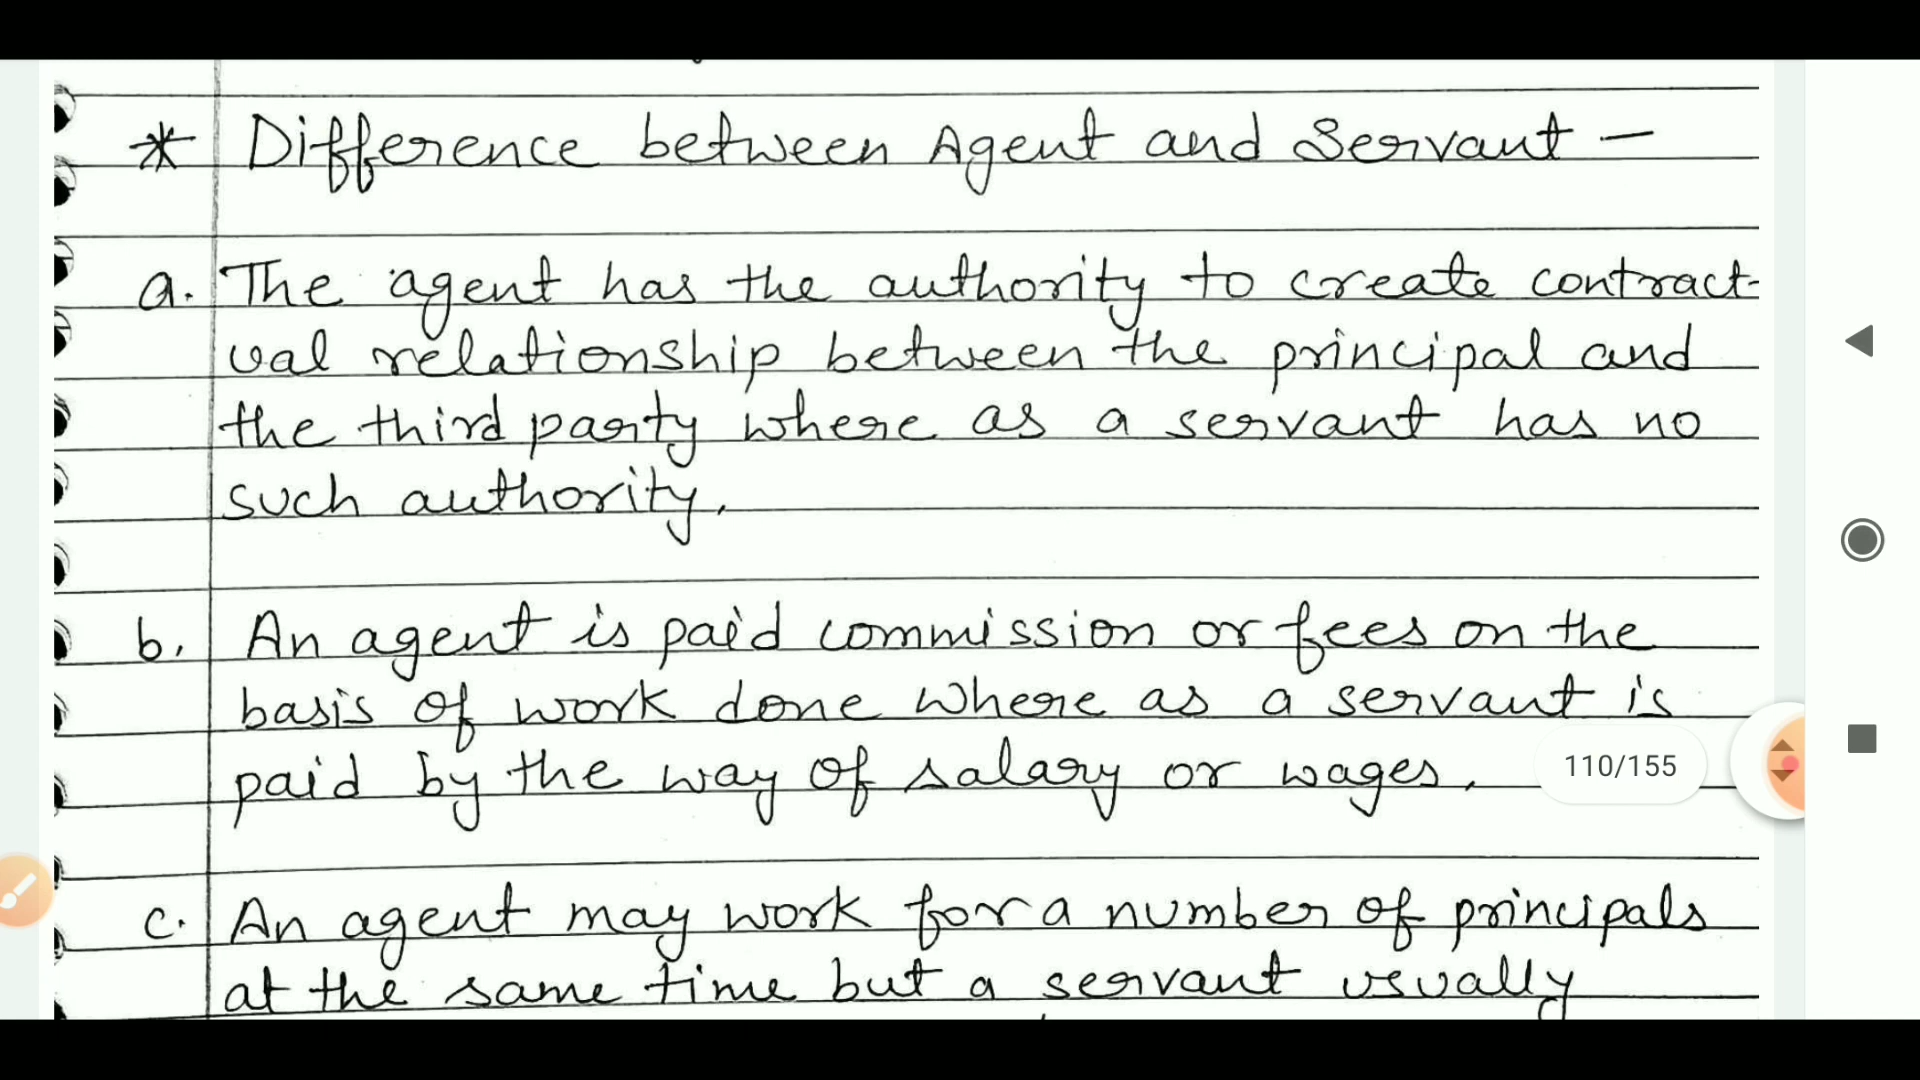 * Difference between Agent and Servant —
a. The agent has the authority to create contract-
ual relationship between the principal and
the third party where as a servant has no
such authority.
b. An agent is paid commission or fees on the
basis of work done where as a servant is
paid by the way of salary or wages.
110/155
c. An agent may work for a number of principals
at the same time but a servant usually